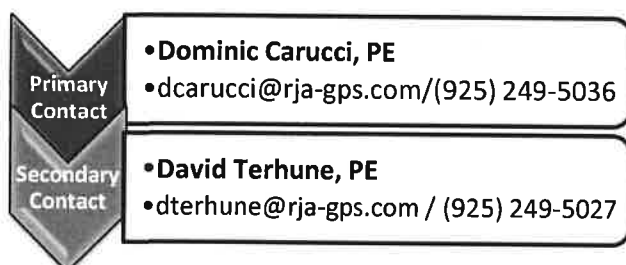 Primary
Contact
•Dominic Carucci, PE
•dcarucci@rja-gps.com/(925) 249-5036
Secondary
Contact
•David Terhune, PE
•dterhune@rja-gps.com / (925) 249-5027